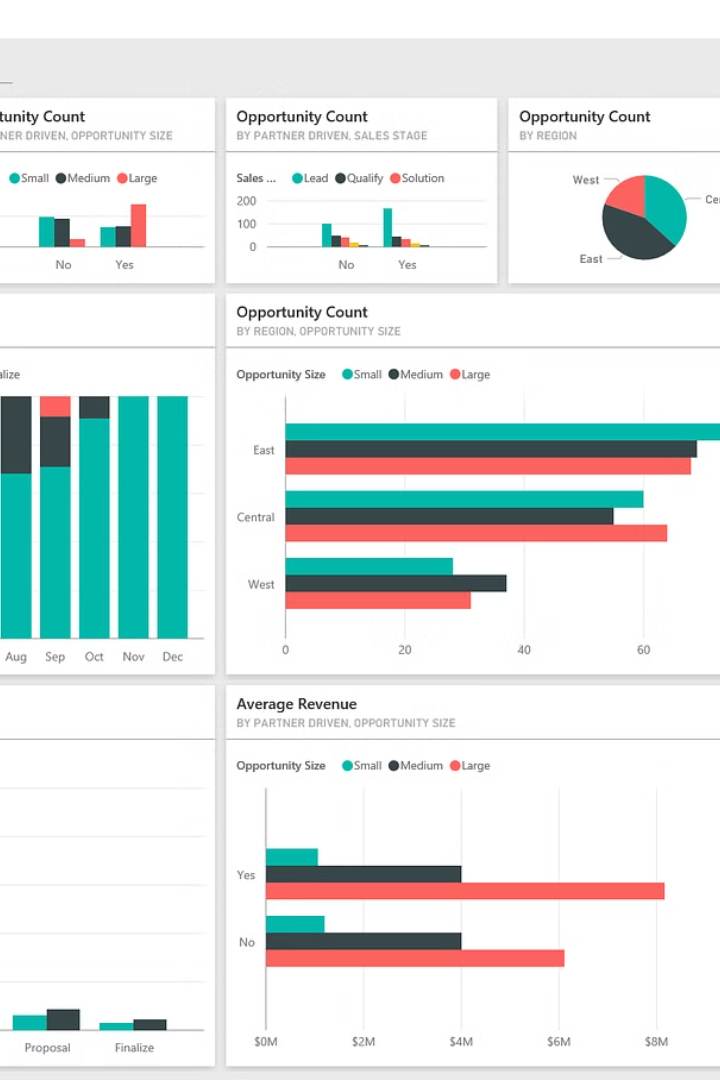 tunity Count
NER DRIVEN, OPPORTUNITY SIZE
Small Medium Large
No Yes
Opportunity Count
BY PARTNER DRIVEN, SALES STAGE
Sales ... Lead Qualify Solution
200
100
0
No Yes
Opportunity Count
BY REGION
West
Cen
East
alize
Aug Sep Oct Nov Dec
Opportunity Count
BY REGION, OPPORTUNITY SIZE
Opportunity Size Small Medium Large
East
Central
West
0 20 40 60
Proposal Finalize
Average Revenue
BY PARTNER DRIVEN, OPPORTUNITY SIZE
Opportunity Size Small Medium Large
Yes
No
$0M $2M $4M $6M $8M